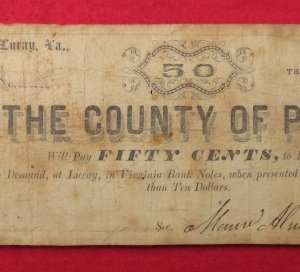 Luray, Va.,
50
THE COUNTY OF P
Will Pay FIFTY CENTS, to
Demand, at Luray, in Virginia Bank Notes, when presented
than Ten Dollars.
Sec.